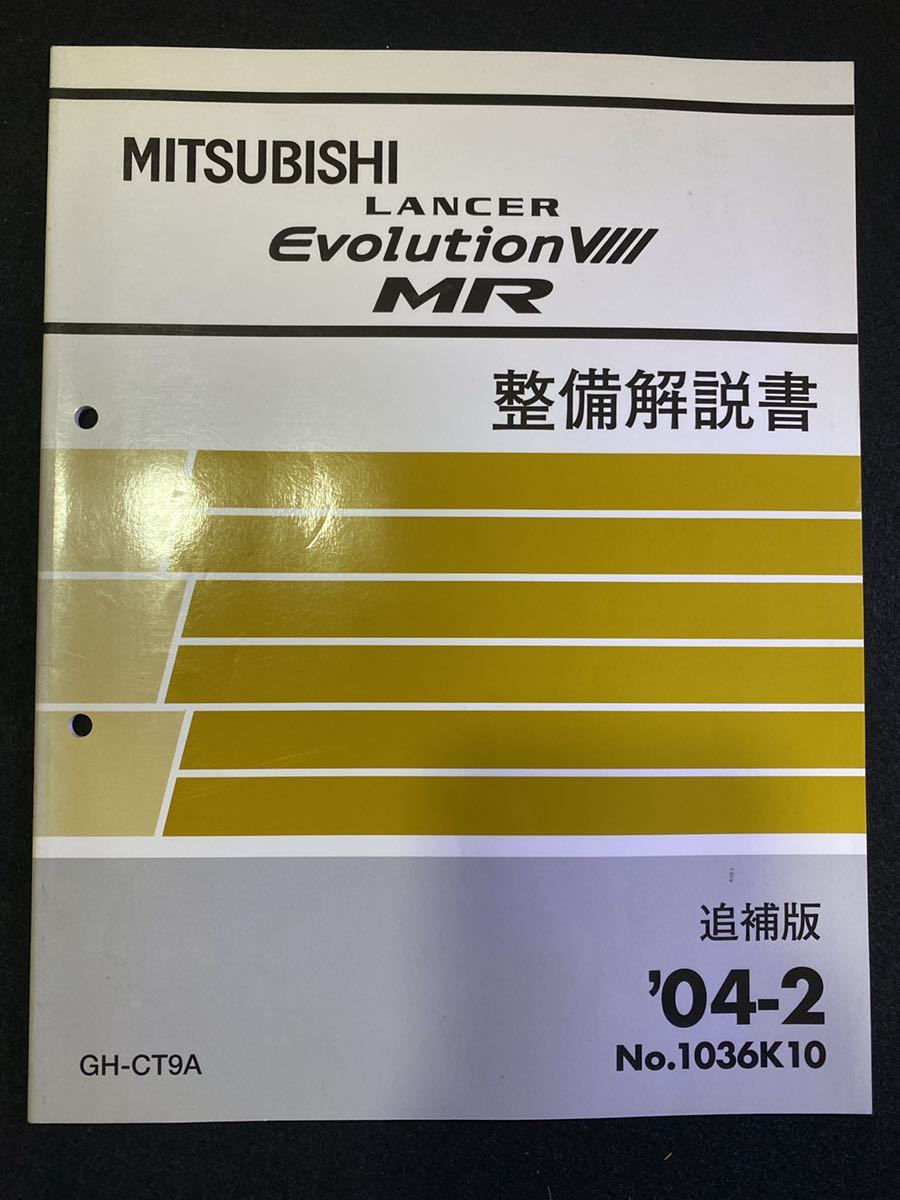 MITSUBISHI
LANCER
Evolution VIII
MR
整備解説書
追補版
'04-2
No.1036K10
GH-CT9A